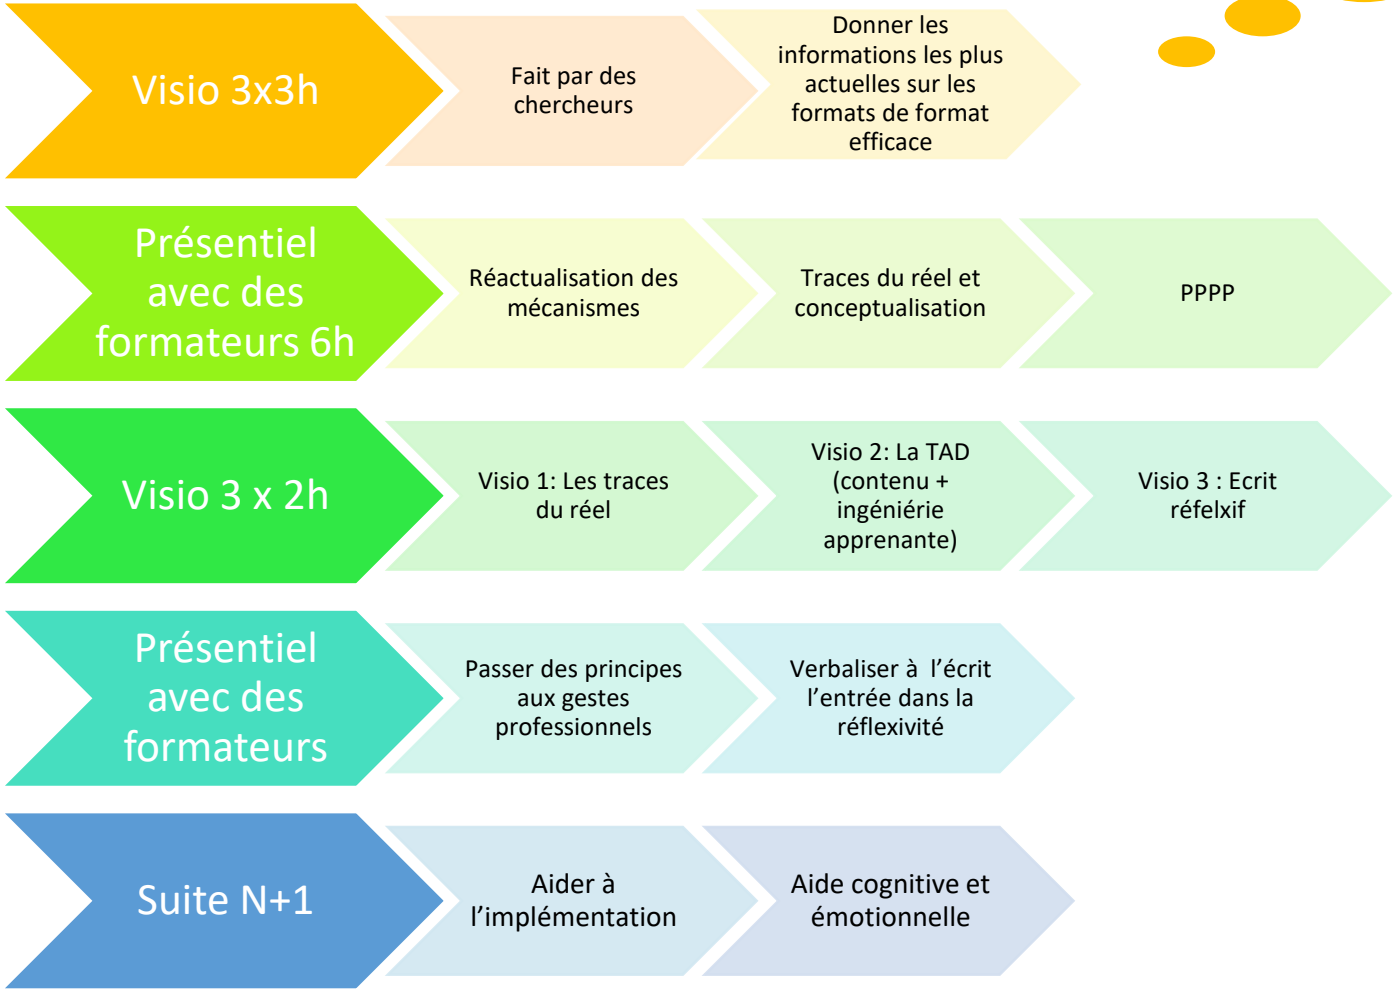 Visio 3x3h
Fait par des
chercheurs
Donner les
informations les plus
actuelles sur les
formats de format
efficace
Présentiel
avec des
formateurs 6h
Réactualisation des
mécanismes
Traces du réel et
conceptualisation
PPPP
Visio 3 x 2h
Visio 1: Les traces
du réel
Visio 2: La TAD
(contenu +
ingéniérie
apprenante)
Visio 3 : Ecrit
réfelxif
Présentiel
avec des
formateurs
Passer des principes
aux gestes
professionnels
Verbaliser à  l’écrit
l’entrée dans la
réflexivité
Suite N+1
Aider à
l’implémentation
Aide cognitive et
émotionnelle